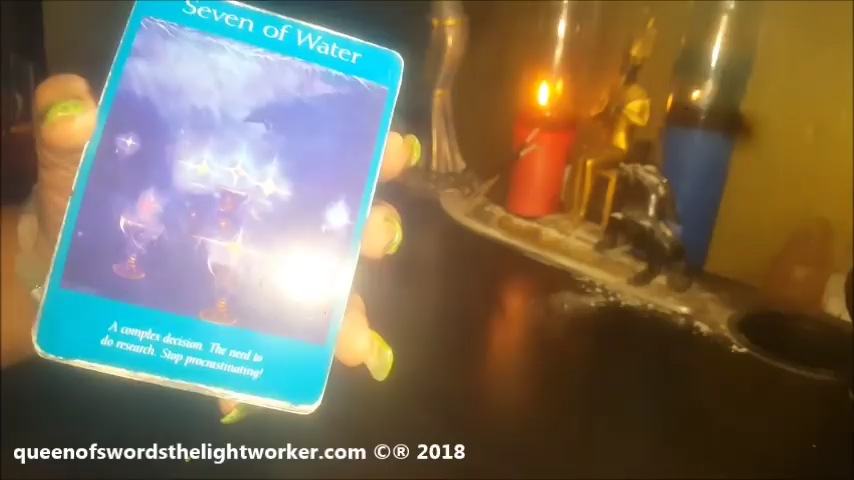 Seven of Water
A complex decision. The need to
do research. Stop procrastinating!
queenofswordsthelightworker.com ©® 2018